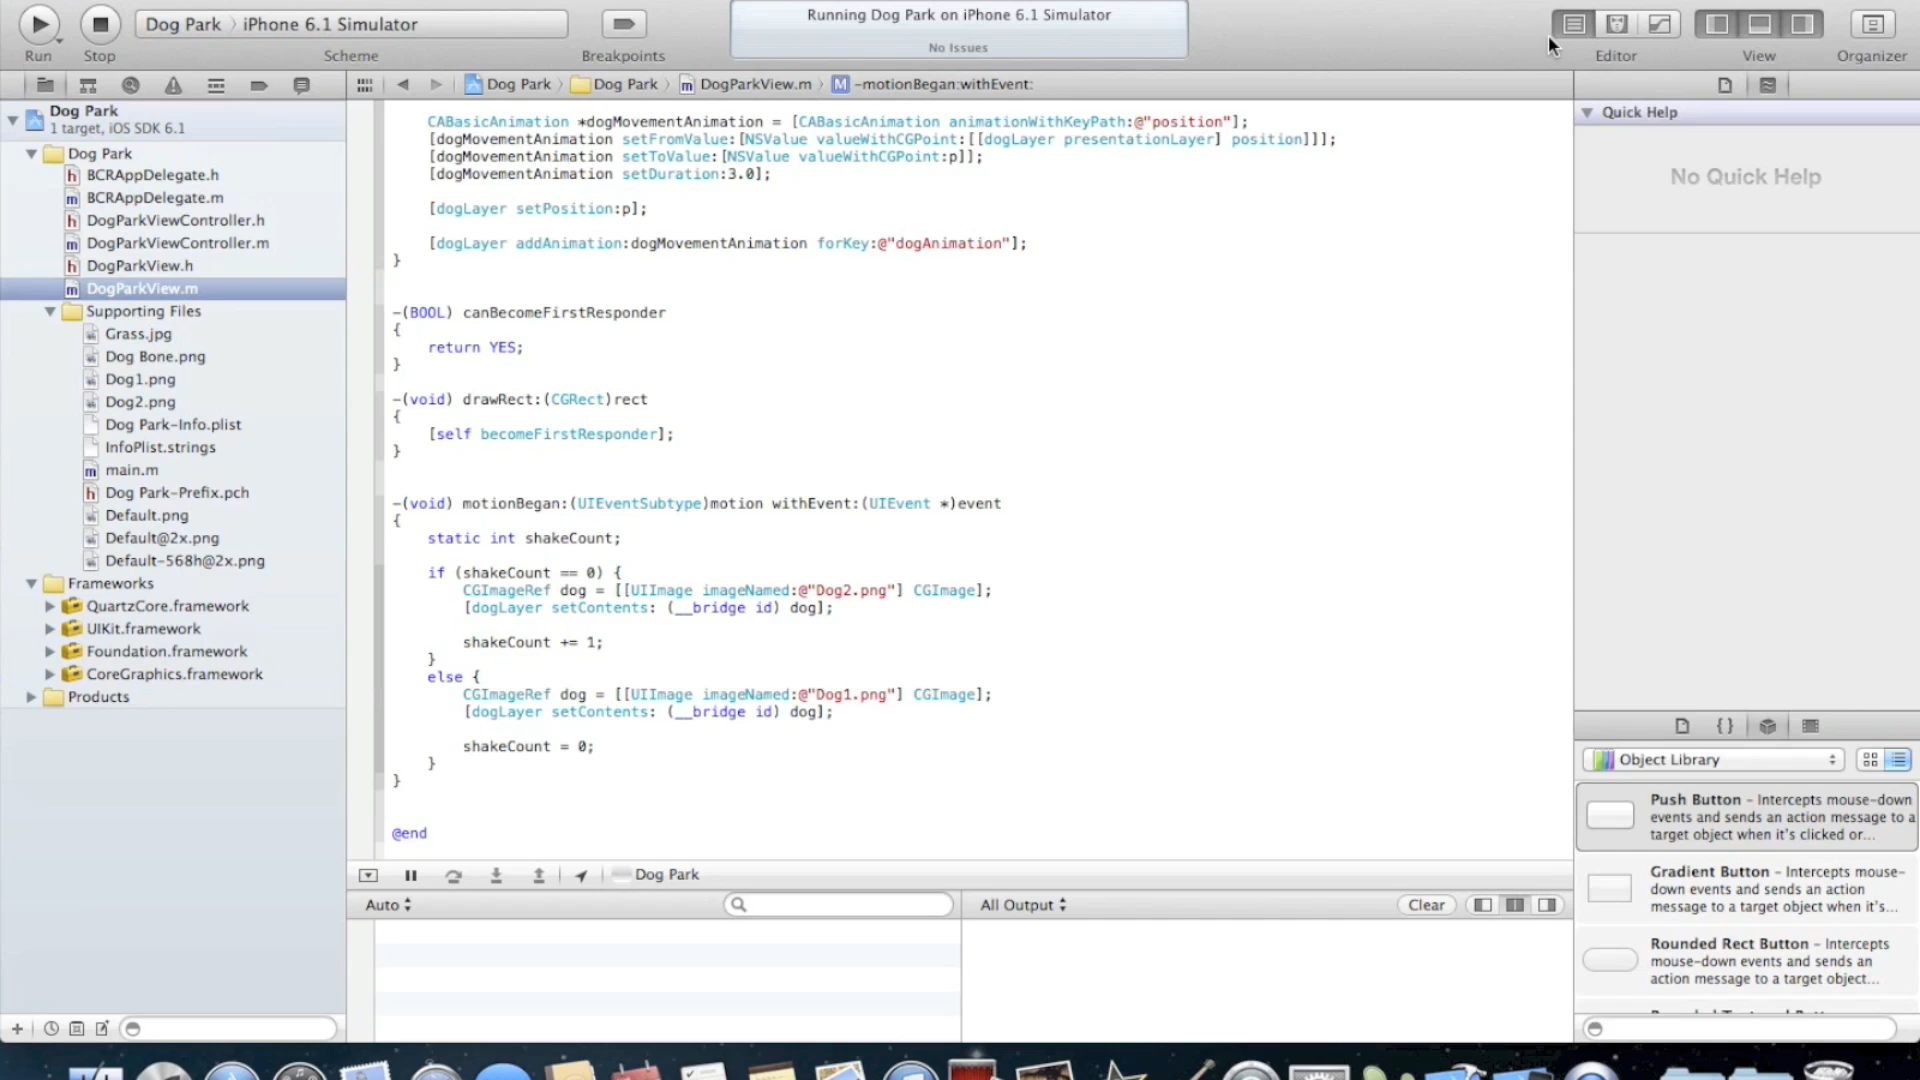 Dog Park › iPhone 6.1 Simulator
Running Dog Park on iPhone 6.1 Simulator
No Issues
Run
Stop
Scheme
Breakpoints
Editor
View
Organizer
Dog Park › Dog Park › DogParkView.m › M -motionBegan:withEvent:
Dog Park
1 target, iOS SDK 6.1
Dog Park
BCRAppDelegate.h
BCRAppDelegate.m
DogParkViewController.h
DogParkViewController.m
DogParkView.h
DogParkView.m
Supporting Files
Grass.jpg
Dog Bone.png
Dog1.png
Dog2.png
Dog Park-Info.plist
InfoPlist.strings
main.m
Dog Park-Prefix.pch
Default.png
Default@2x.png
Default-568h@2x.png
Frameworks
QuartzCore.framework
UIKit.framework
Foundation.framework
CoreGraphics.framework
Products
CABasicAnimation *dogMovementAnimation = [CABasicAnimation animationWithKeyPath:@"position"];
[dogMovementAnimation setFromValue:[NSValue valueWithCGPoint:[[dogLayer presentationLayer] position]]];
[dogMovementAnimation setToValue:[NSValue valueWithCGPoint:p]];
[dogMovementAnimation setDuration:3.0];
[dogLayer setPosition:p];
[dogLayer addAnimation:dogMovementAnimation forKey:@"dogAnimation"];
}
-(BOOL) canBecomeFirstResponder
{
return YES;
}
-(void) drawRect:(CGRect)rect
{
[self becomeFirstResponder];
}
-(void) motionBegan:(UIEventSubtype)motion withEvent:(UIEvent *)event
{
static int shakeCount;
if (shakeCount == 0) {
CGImageRef dog = [[UIImage imageNamed:@"Dog2.png"] CGImage];
[dogLayer setContents: (__bridge id) dog];
shakeCount += 1;
}
else {
CGImageRef dog = [[UIImage imageNamed:@"Dog1.png"] CGImage];
[dogLayer setContents: (__bridge id) dog];
shakeCount = 0;
}
}
@end
Dog Park
Auto
All Output
Clear
Quick Help
No Quick Help
{}
Object Library
Push Button – Intercepts mouse-down
events and sends an action message to a
target object when it's clicked or...
Gradient Button – Intercepts mouse-
down events and sends an action
message to a target object when it's...
Rounded Rect Button – Intercepts
mouse-down events and sends an
action message to a target object...